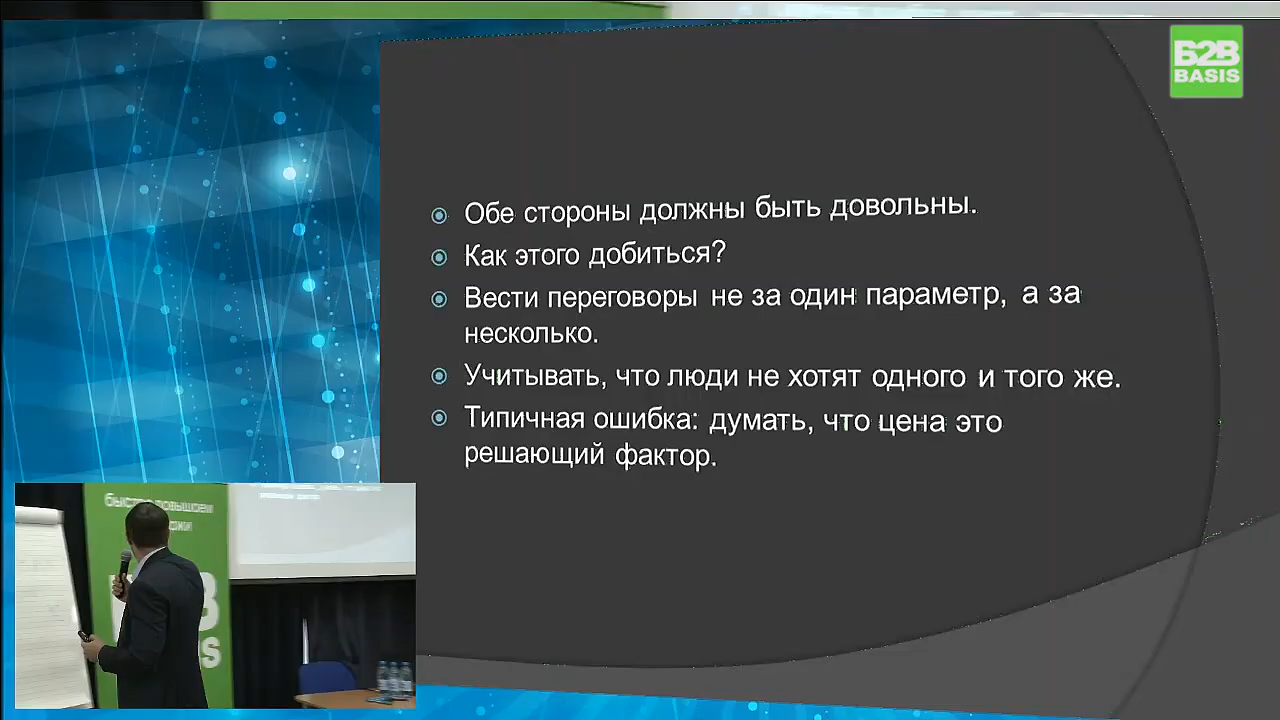 Б2В
BASIS
Обе стороны должны быть довольны.
Как этого добиться?
Вести переговоры не за один параметр, а за
несколько.
Учитывать, что люди не хотят одного и того же.
Типичная ошибка: думать, что цена это
решающий фактор.